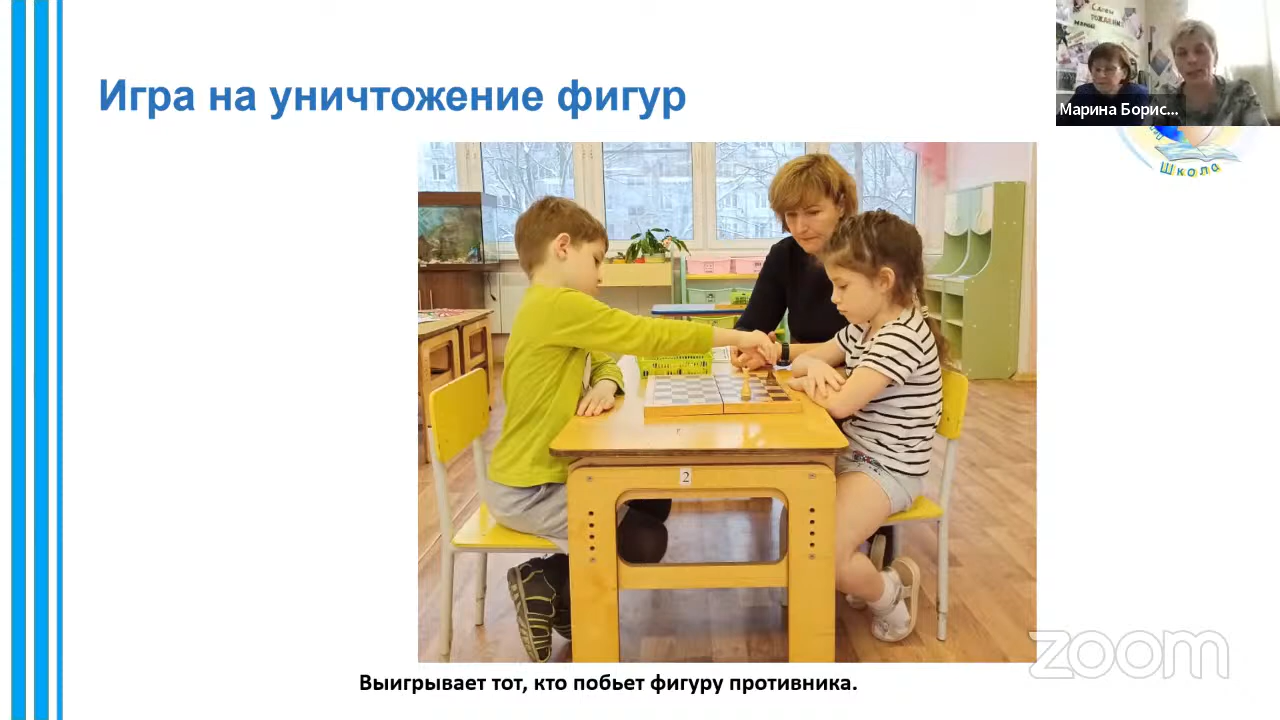 Игра на уничтожение фигур
Марина Борис...
Школа
2
Выигрывает тот, кто побьет фигуру противника.
zoom